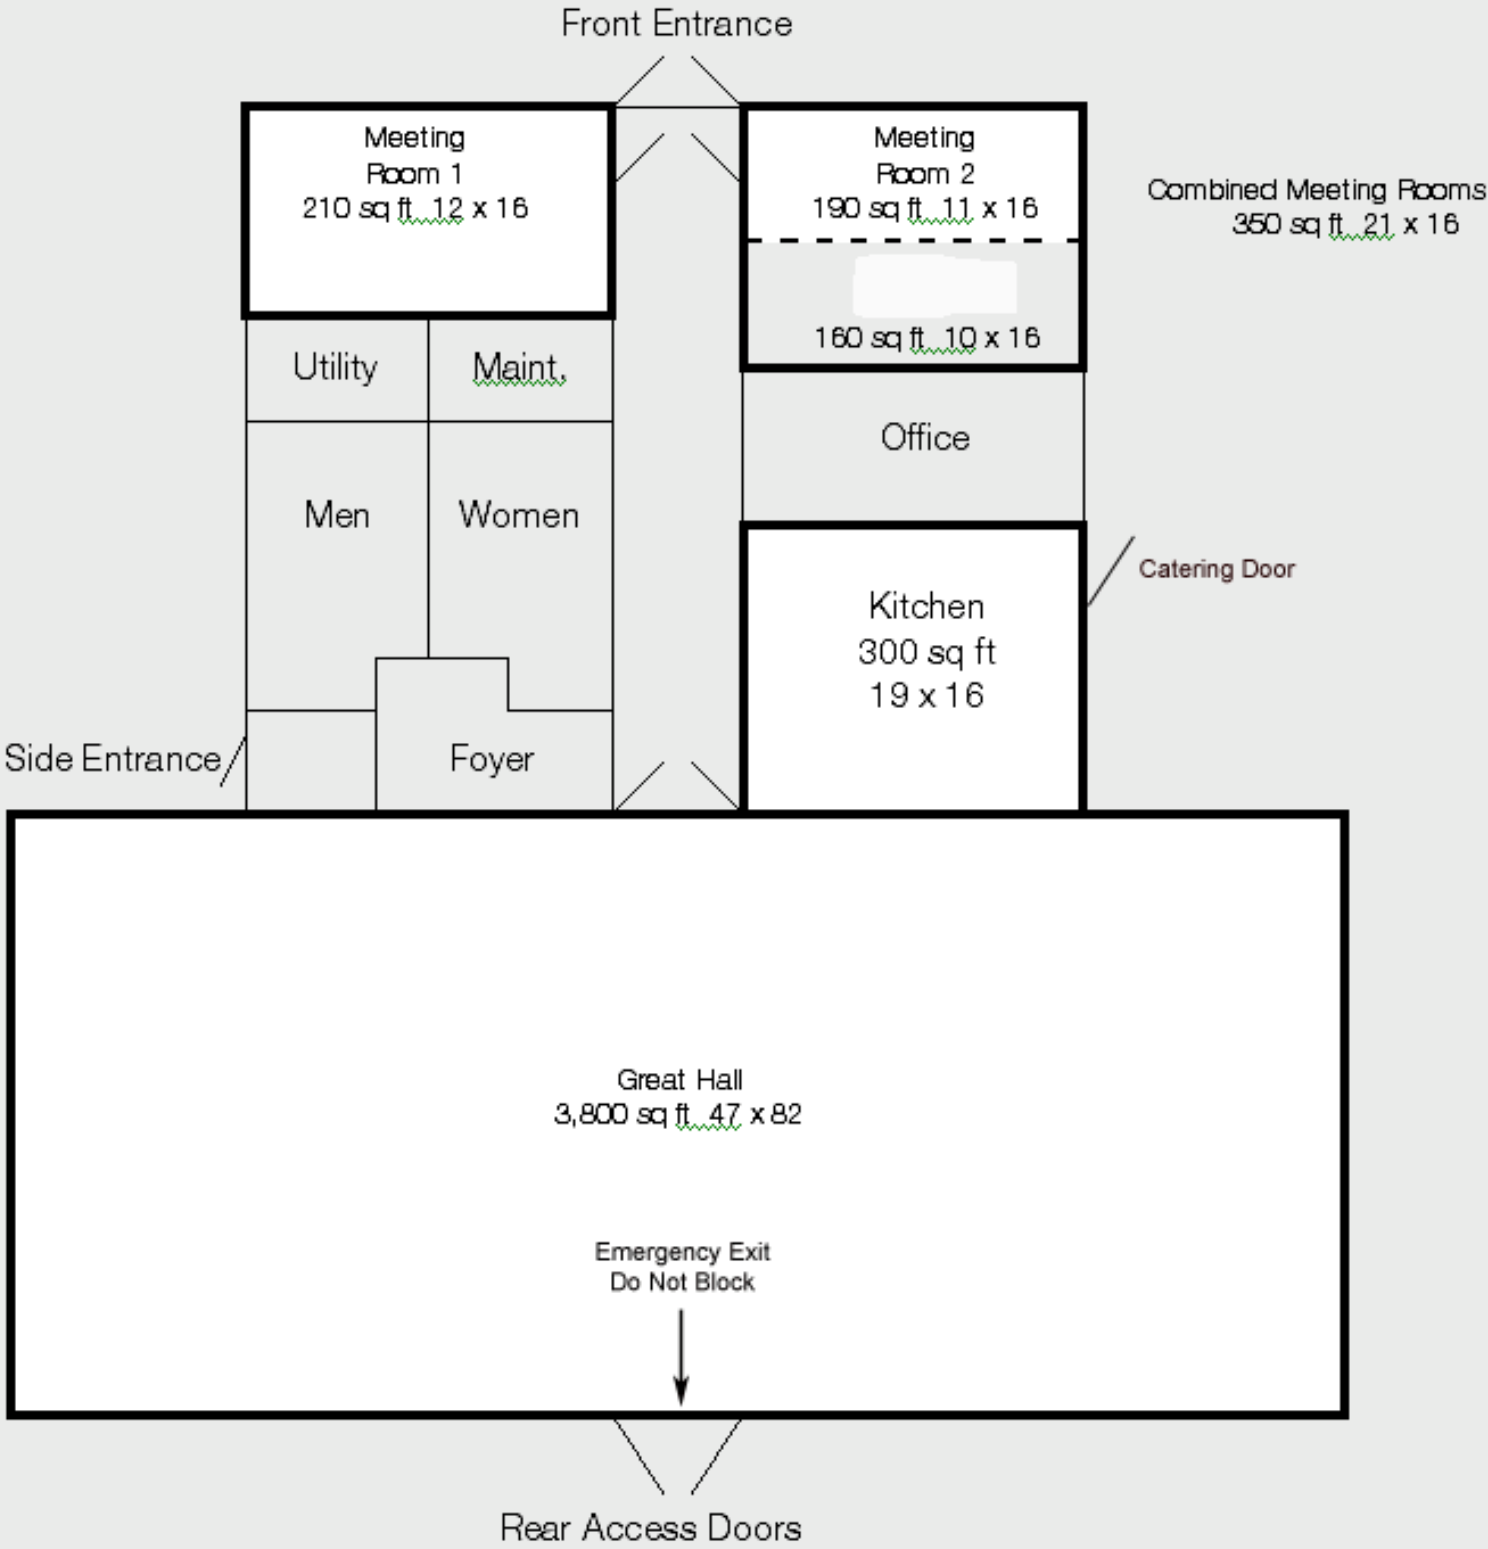 Front Entrance
Meeting
Room 1
210 sq ft 12 x 16
Meeting
Room 2
190 sq ft 11 x 16
Combined Meeting Rooms
350 sq ft 21 x 16
160 sq ft 10 x 16
Utility
Maint.
Office
Men
Women
Catering Door
Kitchen
300 sq ft
19 x 16
Side Entrance
Foyer
Great Hall
3,800 sq ft 47 x 82
Emergency Exit
Do Not Block
Rear Access Doors